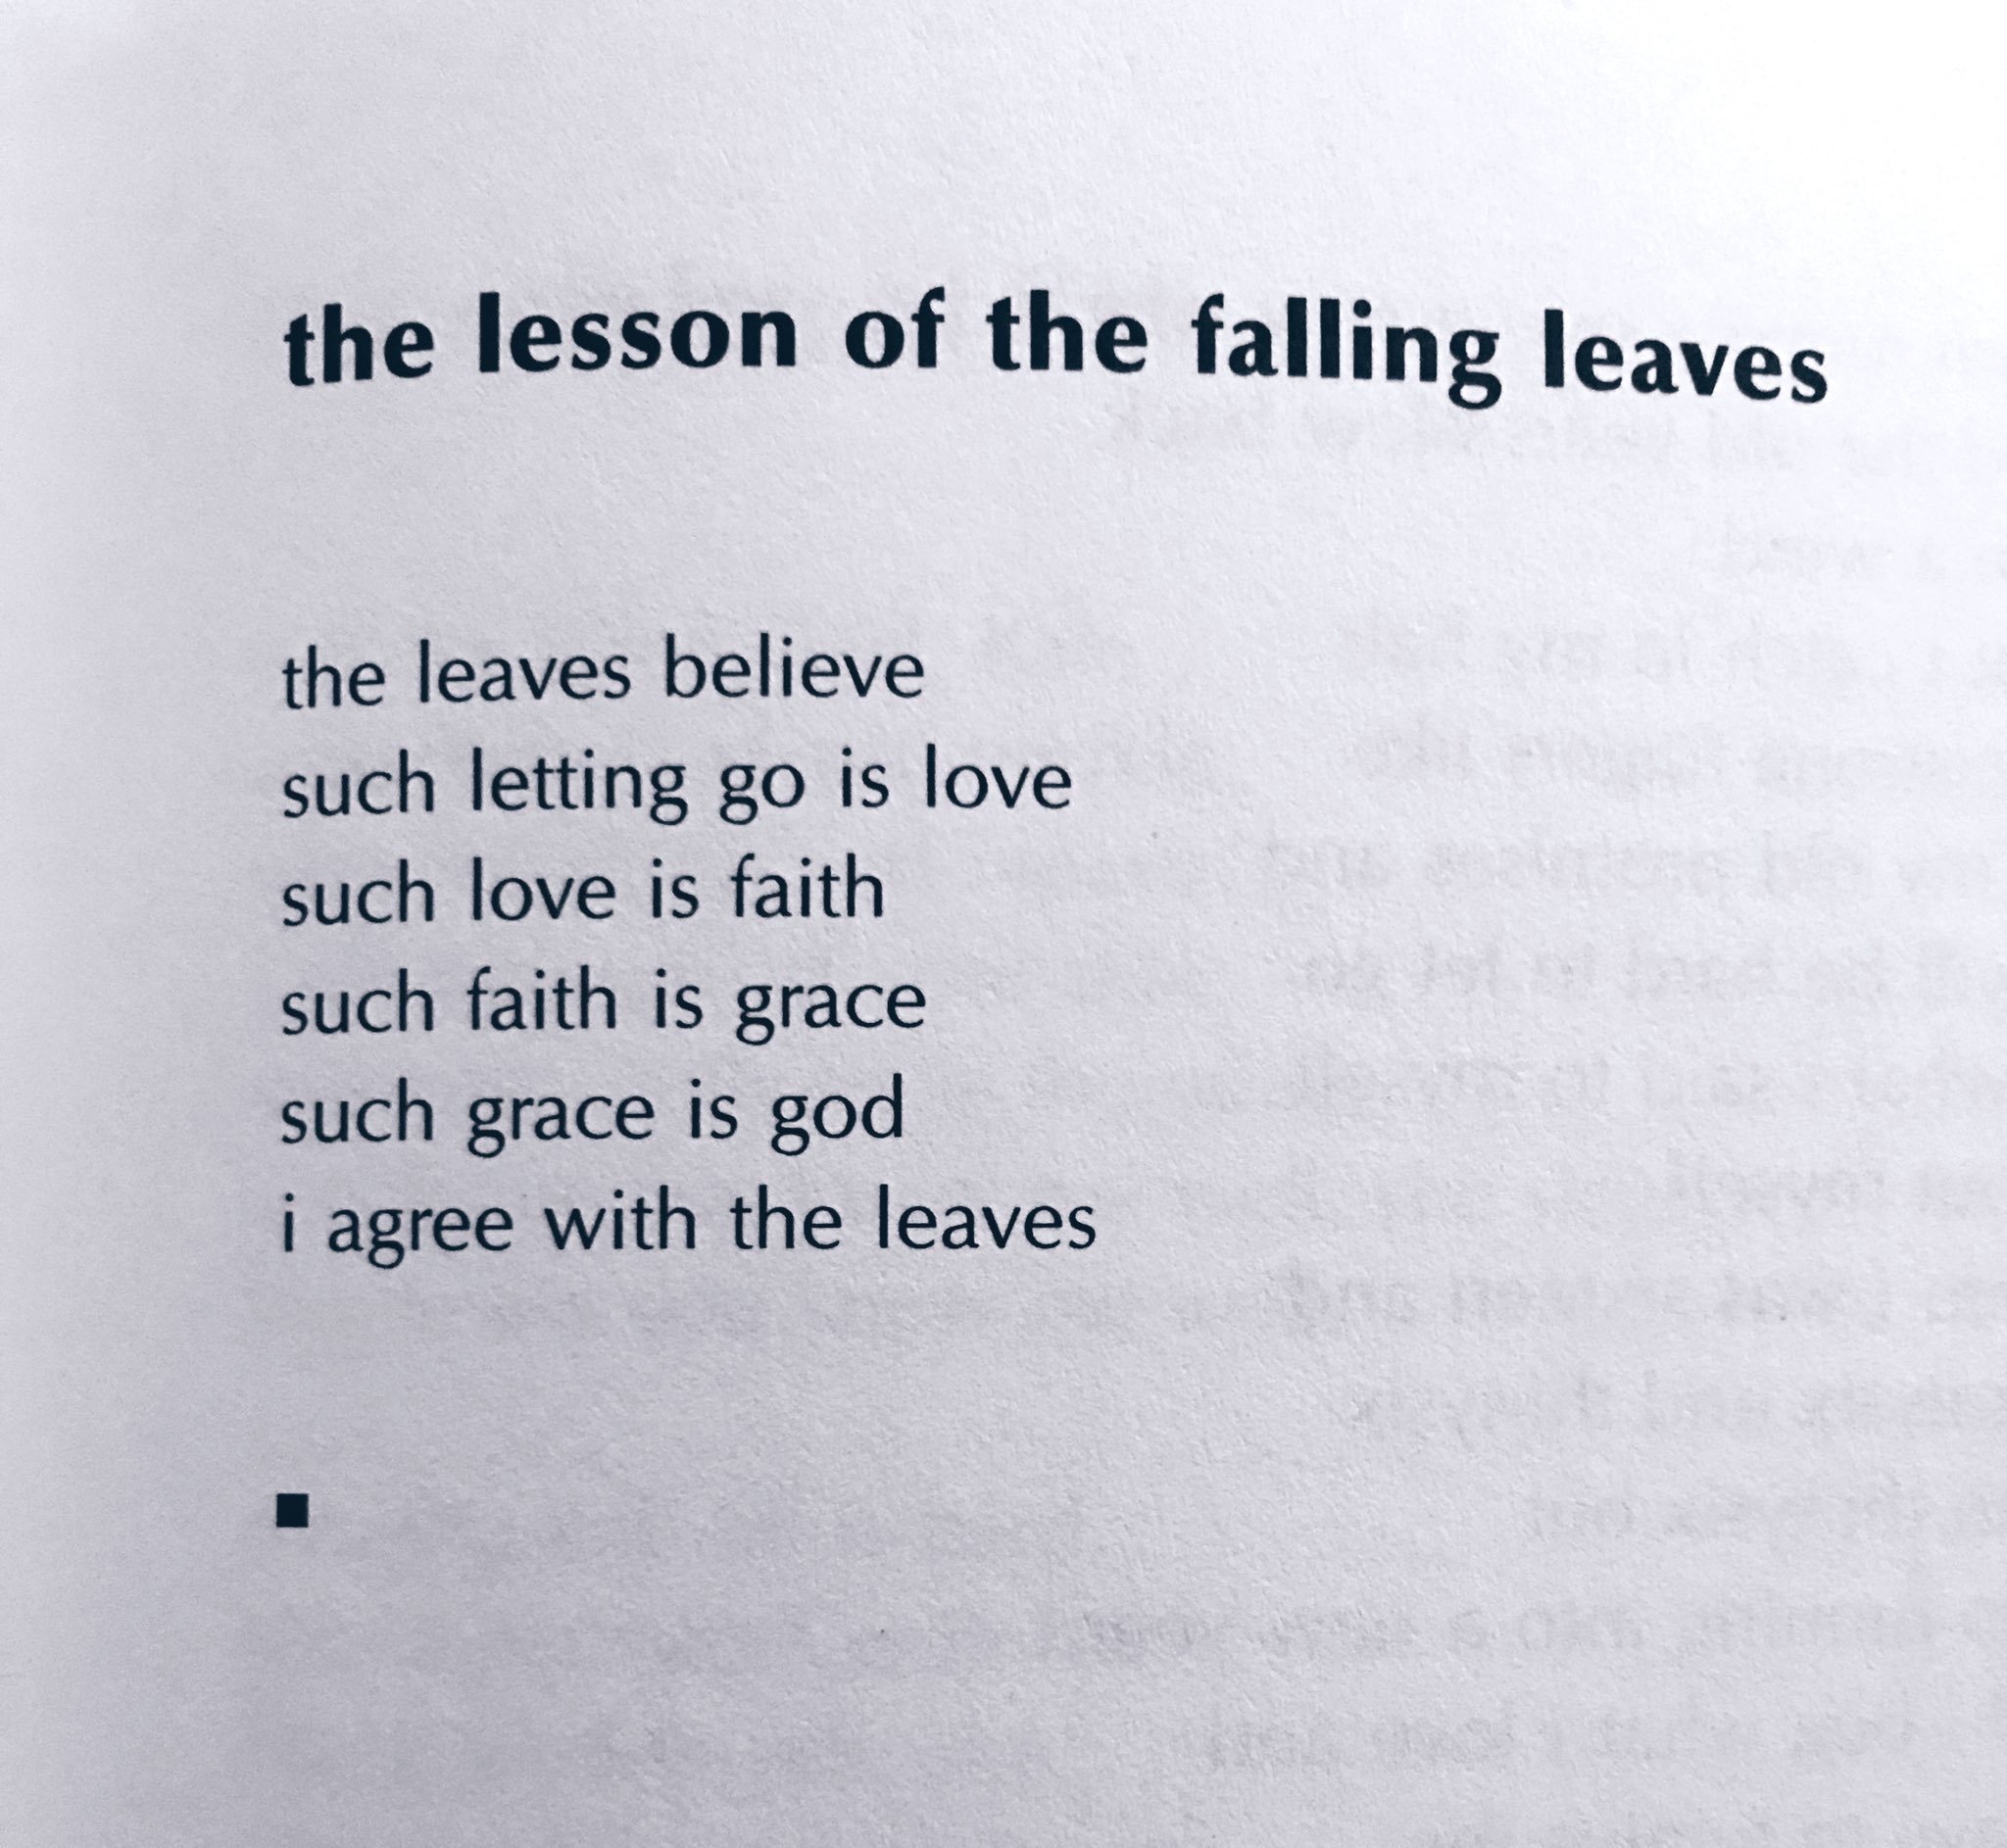 the lesson of the falling leaves
the leaves believe
such letting go is love
such love is faith
such faith is grace
such grace is god
i agree with the leaves